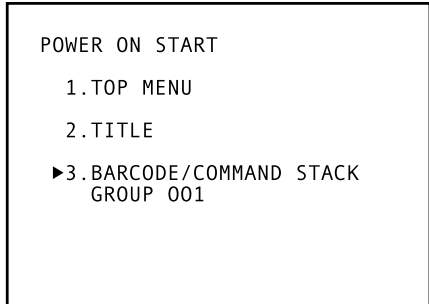 POWER ON START
1.TOP MENU
2.TITLE
▶3.BARCODE/COMMAND STACK
GROUP 001